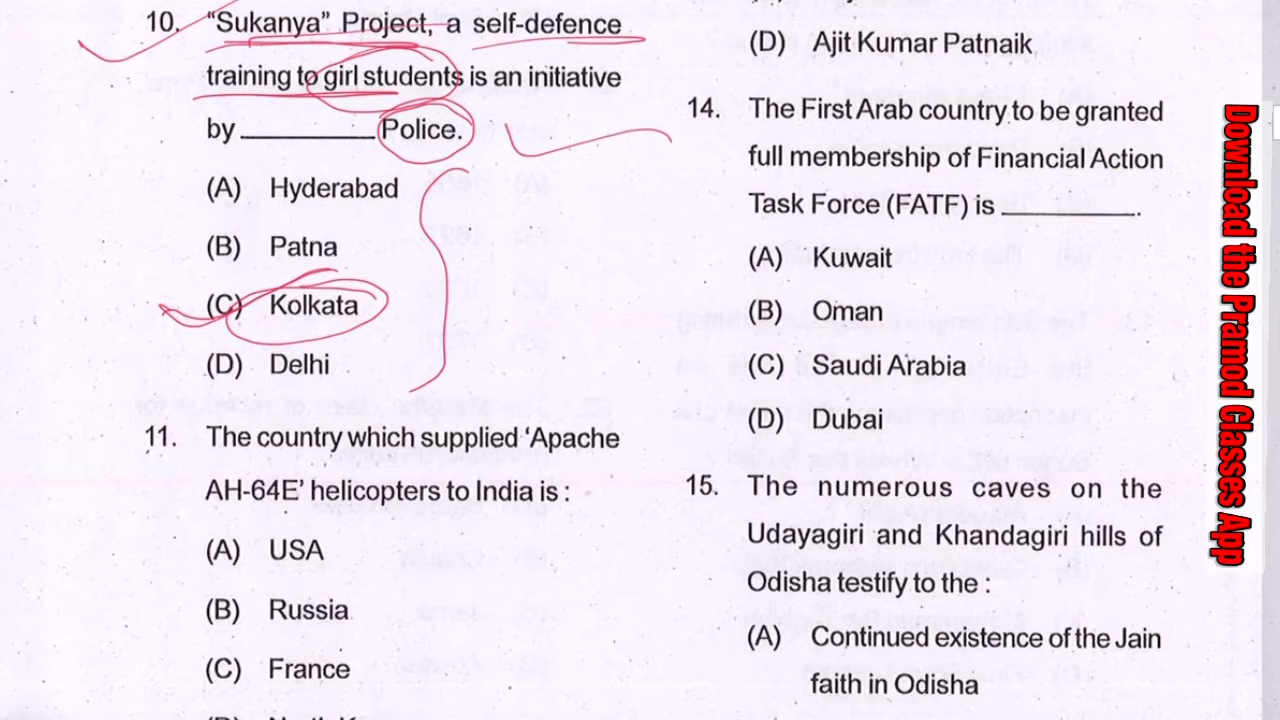 10. “Sukanya” Project, a self-defence
training to girl students is an initiative
by __________ Police.
(A) Hyderabad
(B) Patna
(C) Kolkata
(D) Delhi
11. The country which supplied ‘Apache
AH-64E’ helicopters to India is :
(A) USA
(B) Russia
(C) France
(D) Ajit Kumar Patnaik
14. The First Arab country to be granted
full membership of Financial Action
Task Force (FATF) is __________.
(A) Kuwait
(B) Oman
(C) Saudi Arabia
(D) Dubai
15. The numerous caves on the
Udayagiri and Khandagiri hills of
Odisha testify to the :
(A) Continued existence of the Jain
faith in Odisha
Download the Pramod Classes App